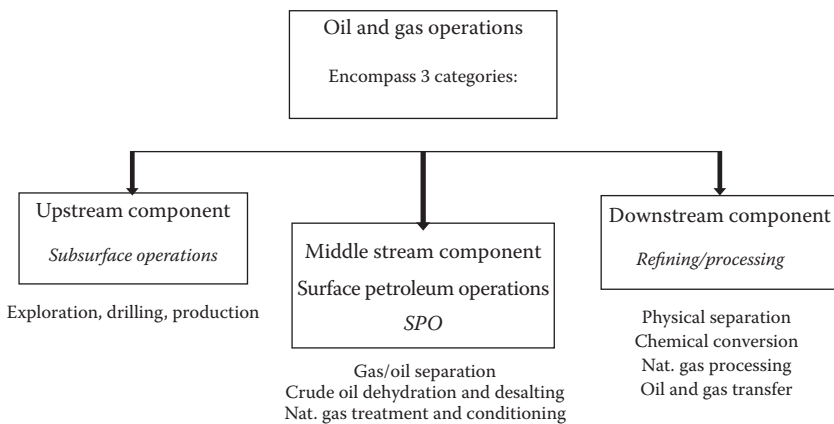 Oil and gas operations
Encompass 3 categories:
Upstream component
Subsurface operations
Exploration, drilling, production
Middle stream component
Surface petroleum operations
SPO
Gas/oil separation
Crude oil dehydration and desalting
Nat. gas treatment and conditioning
Downstream component
Refining/processing
Physical separation
Chemical conversion
Nat. gas processing
Oil and gas transfer